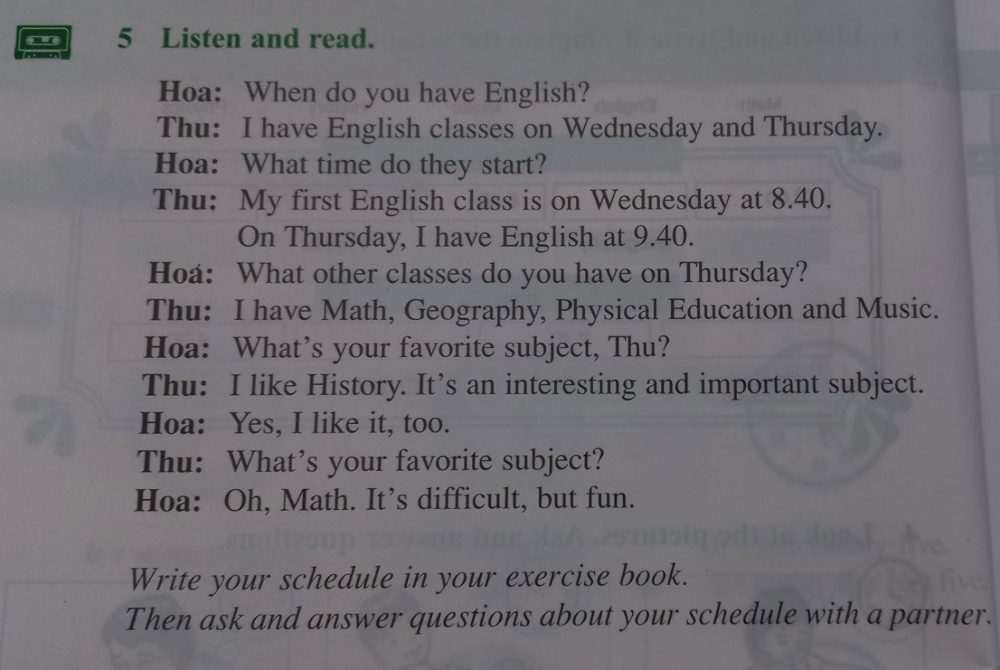 5 Listen and read.
Hoa: When do you have English?
Thu: I have English classes on Wednesday and Thursday.
Hoa: What time do they start?
Thu: My first English class is on Wednesday at 8.40.
On Thursday, I have English at 9.40.
Hoa: What other classes do you have on Thursday?
Thu: I have Math, Geography, Physical Education and Music.
Hoa: What's your favorite subject, Thu?
Thu: I like History. It's an interesting and important subject.
Hoa: Yes, I like it, too.
Thu: What's your favorite subject?
Hoa: Oh, Math. It's difficult, but fun.
Write your schedule in your exercise book.
Then ask and answer questions about your schedule with a partner.